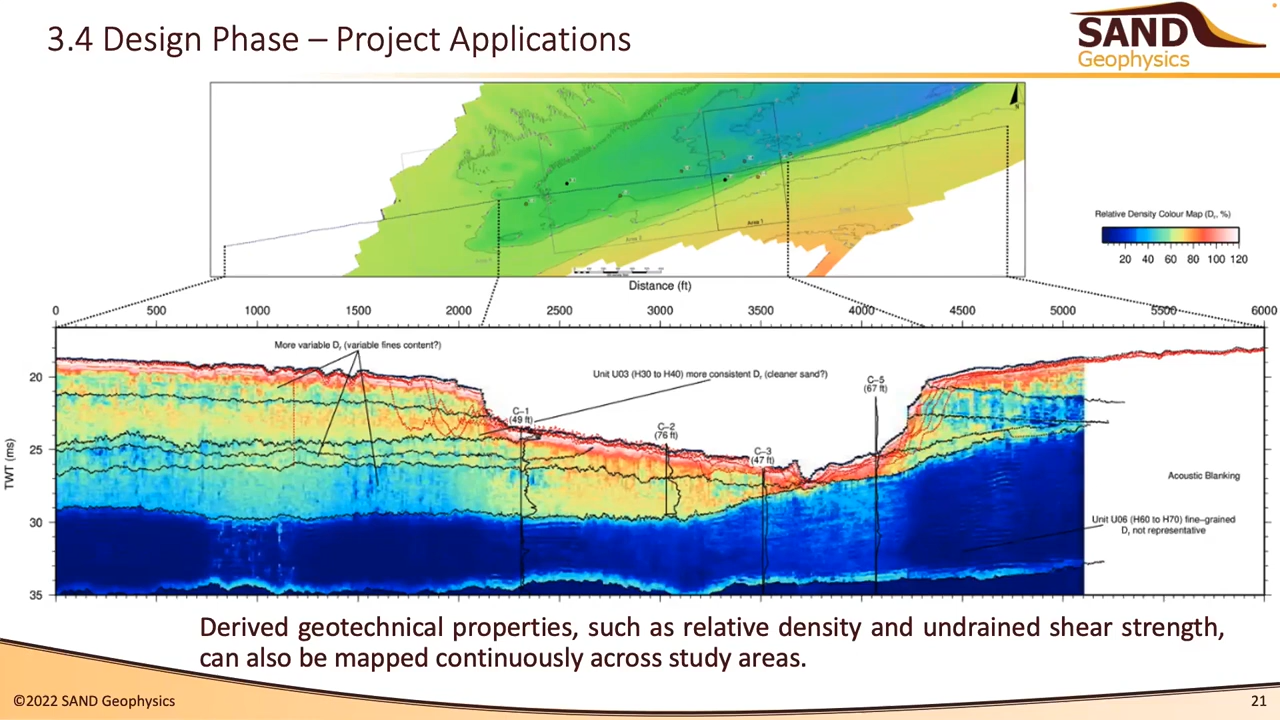 3.4 Design Phase – Project Applications
SAND
Geophysics
N
Area 1
Relative Density Colour Map (Dr, %)
20 40 60 80 100 120
Distance (ft)
0 500 1000 1500 2000 2500 3000 3500 4000 4500 5000 5500 6000
TWT (ms)
20
25
30
35
More variable Dr (variable fines content?)
Unit U03 (H30 to H40) more consistent Dr (cleaner sand?)
C–1
(49 ft)
C–2
(76 ft)
C–3
(47 ft)
C–5
(67 ft)
Acoustic Blanking
Unit U06 (H60 to H70) fine–grained
Dr not representative
Derived geotechnical properties, such as relative density and undrained shear strength,
can also be mapped continuously across study areas.
©2022 SAND Geophysics
21